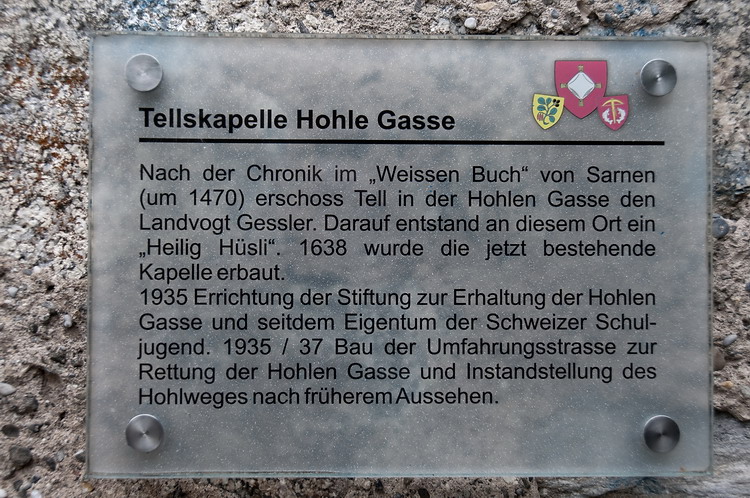 Tellskapelle Hohle Gasse
Nach der Chronik im „Weissen Buch“ von Sarnen
(um 1470) erschoss Tell in der Hohlen Gasse den
Landvogt Gessler. Darauf entstand an diesem Ort ein
„Heilig Hüsli“. 1638 wurde die jetzt bestehende
Kapelle erbaut.
1935 Errichtung der Stiftung zur Erhaltung der Hohlen
Gasse und seitdem Eigentum der Schweizer Schul-
jugend. 1935 / 37 Bau der Umfahrungsstrasse zur
Rettung der Hohlen Gasse und Instandstellung des
Hohlweges nach früherem Aussehen.